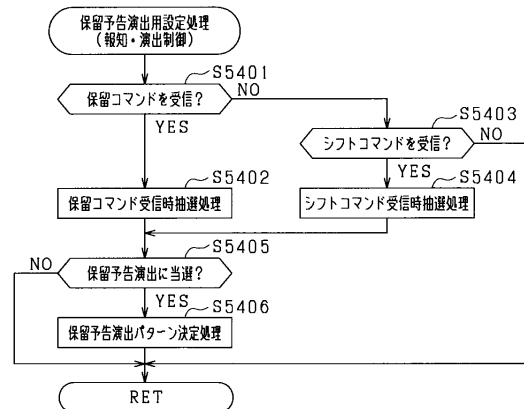 保留予告演出用設定処理
(報知・演出制御)
S5401
保留コマンドを受信?
NO
YES
S5403
シフトコマンドを受信?
NO
YES
S5402
保留コマンド受信時抽選処理
S5404
シフトコマンド受信時抽選処理
S5405
NO
保留予告演出に当選?
YES
S5406
保留予告演出パターン決定処理
RET